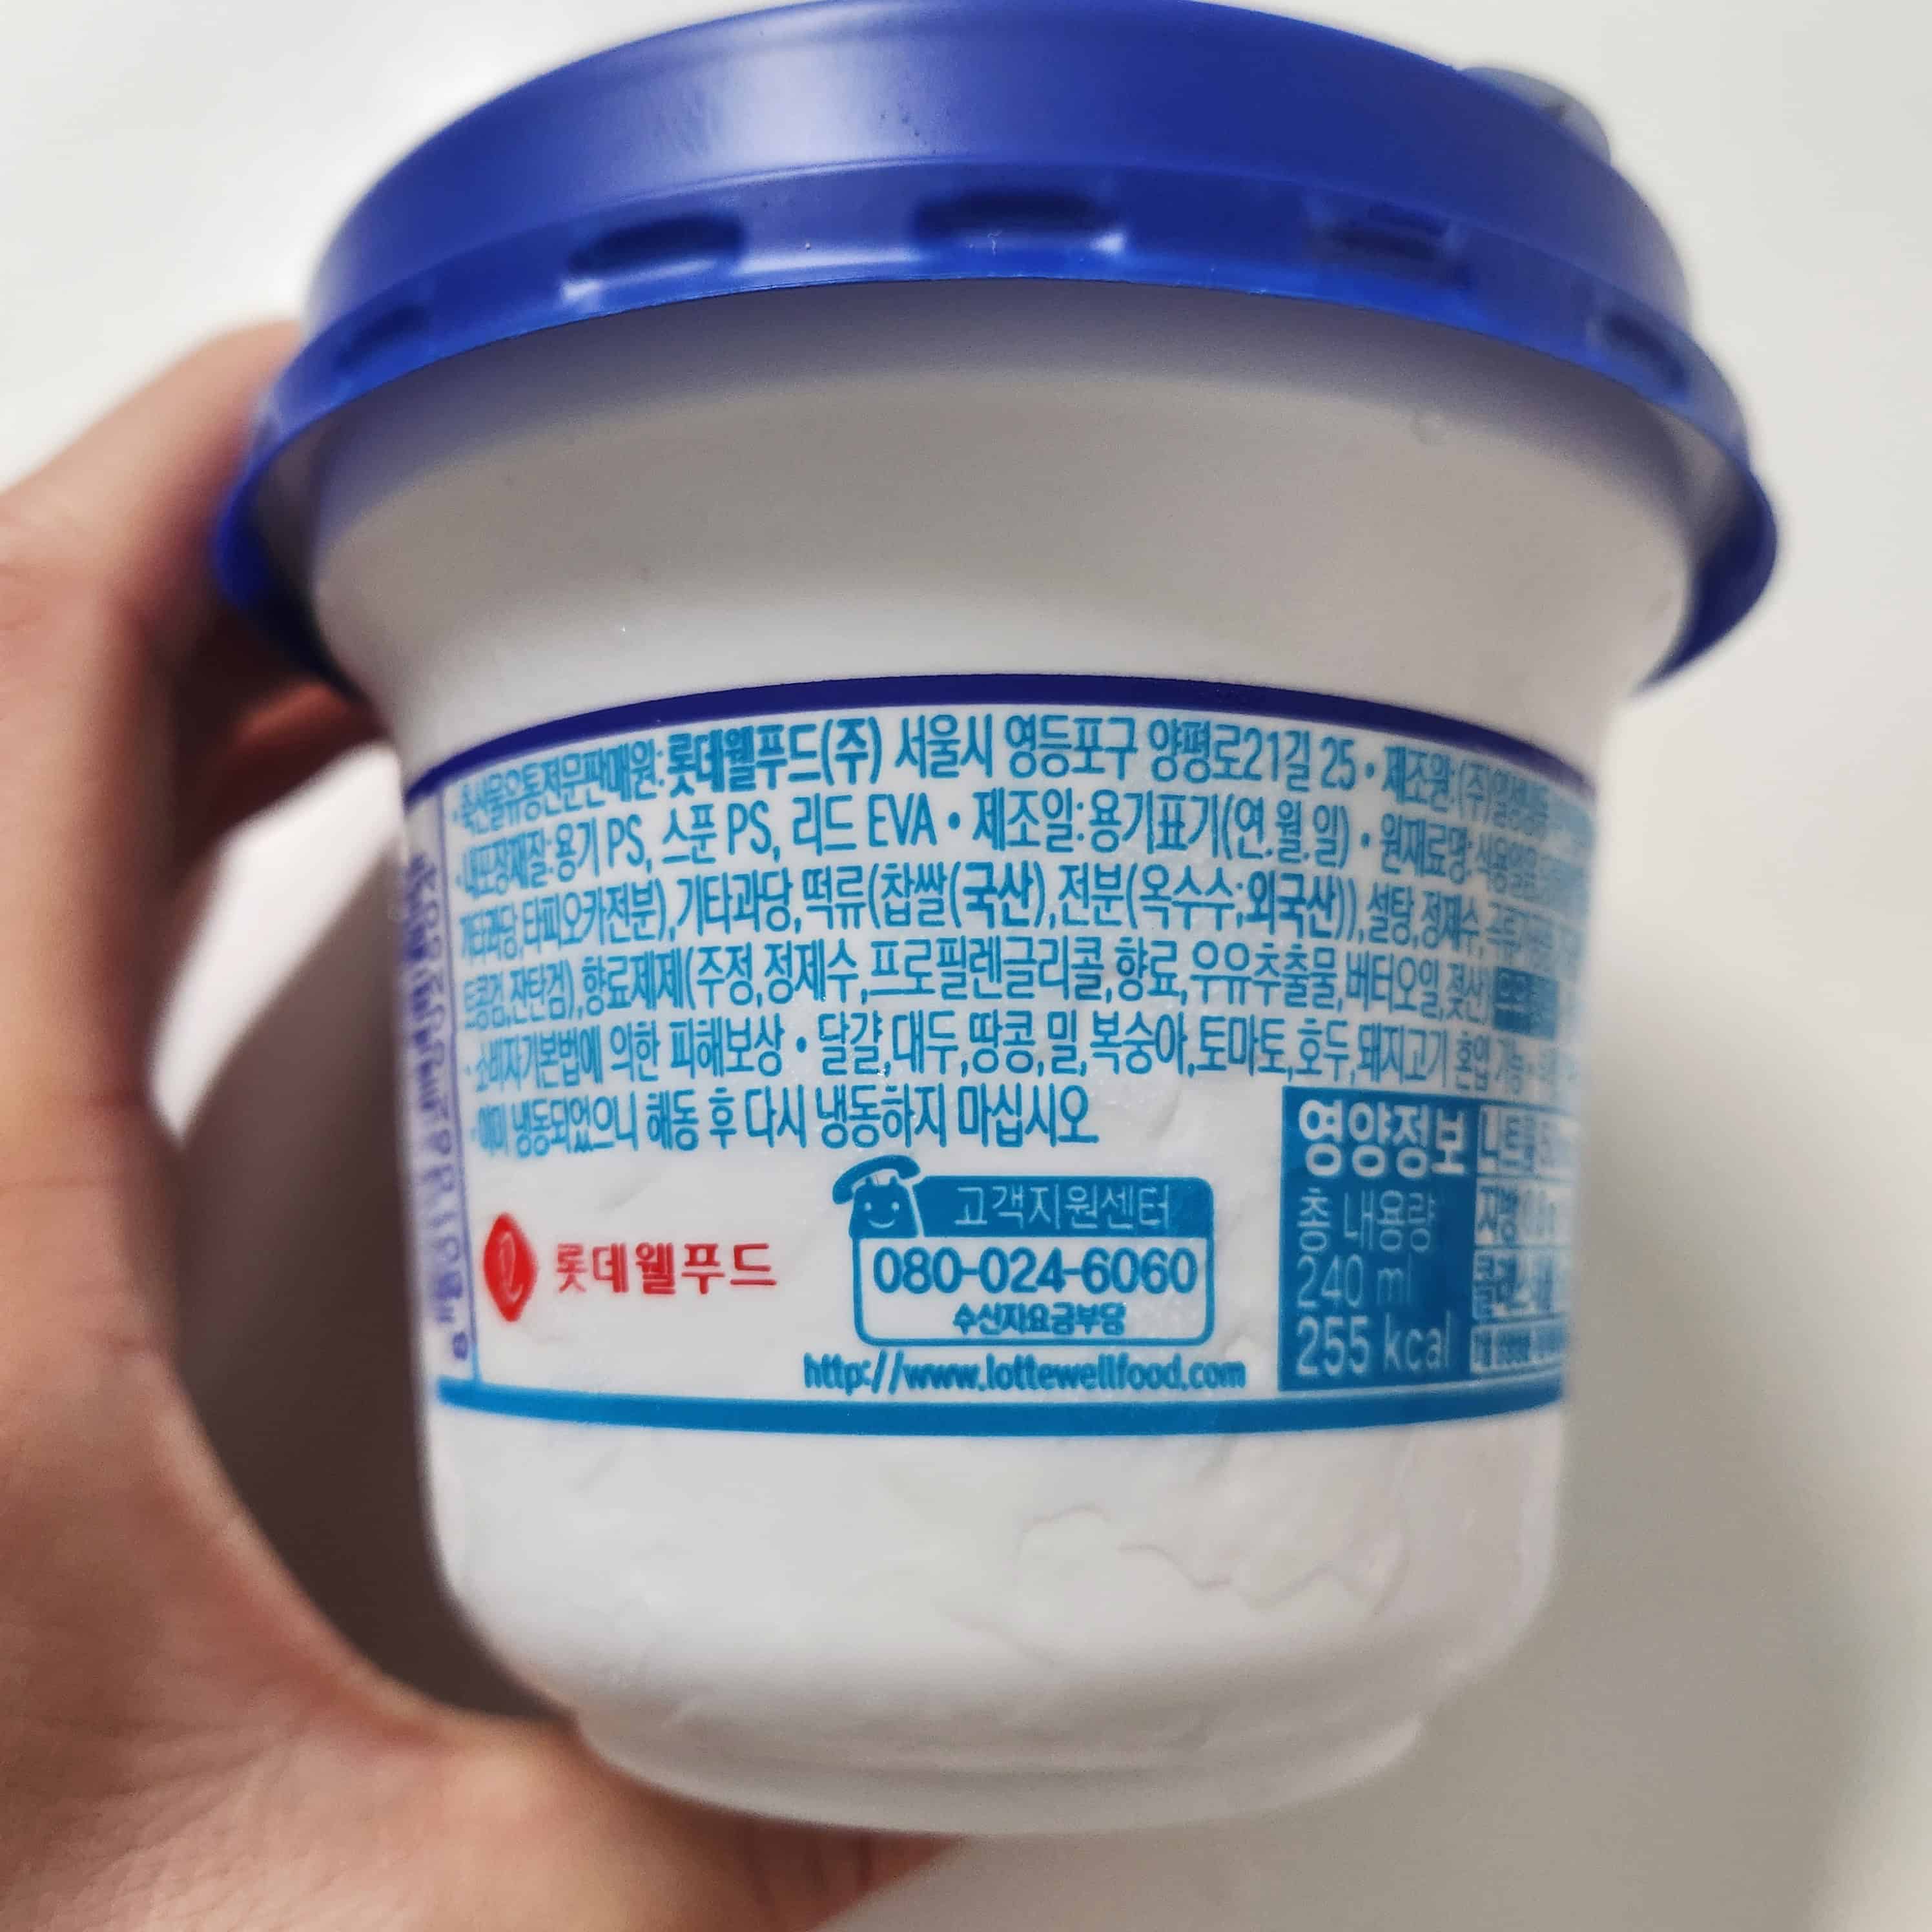 ·축산물유통전문판매원: 롯데웰푸드(주) 서울시 영등포구 양평로21길 25 • 제조원:(주)
·내포장재질:용기 PS, 스푼 PS, 리드 EVA • 제조일:용기표기(연.월.일) • 원재료명:
기타과당,타피오카전분),기타과당,떡류(찹쌀(국산),전분(옥수수;외국산)),설탕,정제수,
잔탄검),향료제제(주정,정제수,프로필렌글리콜,향료,우유추출물,버터오일,젖산)
·소비자기본법에 의한 피해보상 • 달걀,대두,땅콩,밀,복숭아,토마토,호두,돼지고기 혼입 가능
·이미 냉동되었으니 해동 후 다시 냉동하지 마십시오
롯데웰푸드
고객지원센터
080-024-6060
수신자요금부담
http://www.lottewellfood.com
영양정보
총 내용량
240 ml
255 kcal